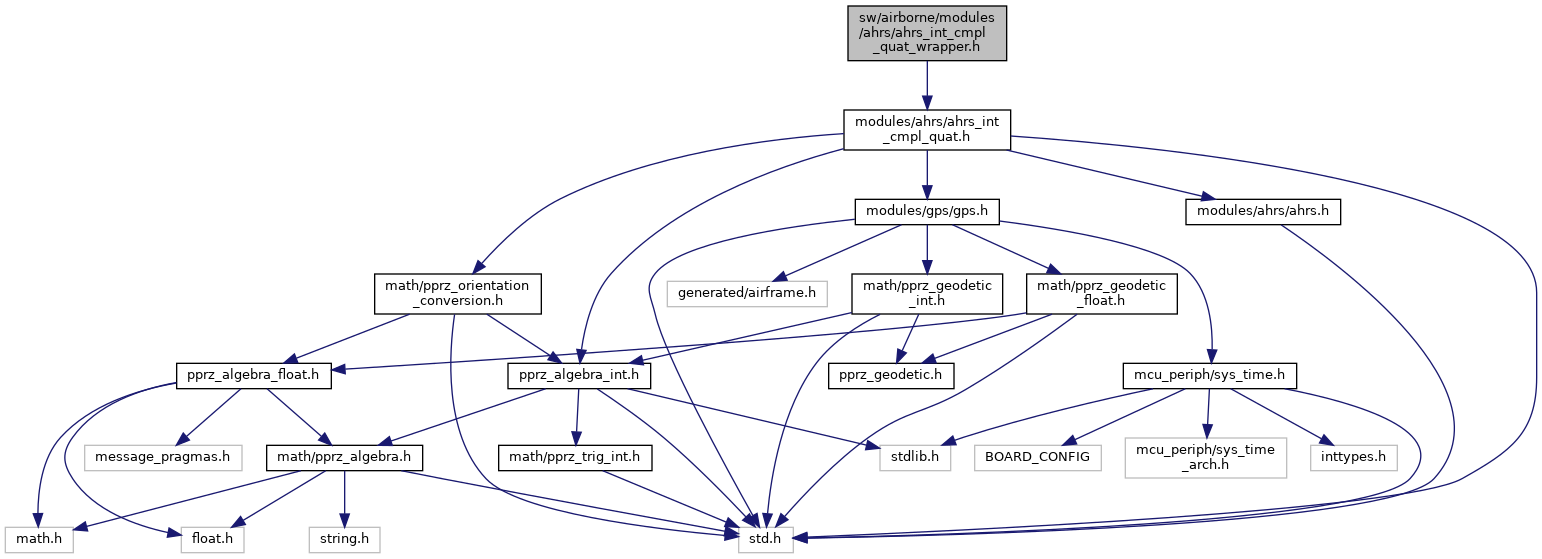 sw/airborne/modules
/ahrs/ahrs_int_cmpl
_quat_wrapper.h
modules/ahrs/ahrs_int
_cmpl_quat.h
modules/gps/gps.h
modules/ahrs/ahrs.h
math/pprz_orientation
_conversion.h
generated/airframe.h
math/pprz_geodetic
_int.h
math/pprz_geodetic
_float.h
pprz_algebra_float.h
pprz_algebra_int.h
pprz_geodetic.h
mcu_periph/sys_time.h
message_pragmas.h
math/pprz_algebra.h
math/pprz_trig_int.h
stdlib.h
BOARD_CONFIG
mcu_periph/sys_time
_arch.h
inttypes.h
math.h
float.h
string.h
std.h